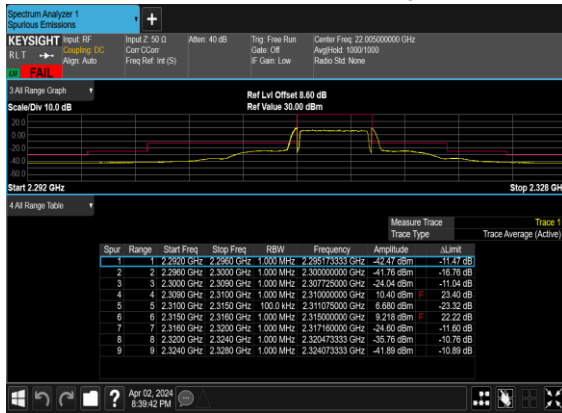 Spectrum Analyzer 1
Spurious Emissions
KEYSIGHT Input: RF Input Z: 50 Ω Atten: 40 dB Trig: Free Run Center Freq: 22.005000000 GHz
RLT Coupling: DC Corr CCorr Gate: Off Avg|Hold: 1000/1000
Align: Auto Freq Ref: Int (S) IF Gain: Low Radio Std: None
FAIL
3 All Range Graph
Ref Lvl Offset 8.60 dB
Scale/Div 10.0 dB Ref Value 30.00 dBm
20.0
0.00
-20.0
-40.0
-60.0
Start 2.292 GHz Stop 2.328 GH
4 All Range Table
Measure Trace Trace 1
Trace Type Trace Average (Active)
Spur Range Start Freq Stop Freq RBW Frequency Amplitude ΔLimit
1 1 2.2920 GHz 2.2960 GHz 1.000 MHz 2.295173333 GHz -42.47 dBm -11.47 dB
2 2 2.2960 GHz 2.3000 GHz 1.000 MHz 2.300000000 GHz -41.76 dBm -16.76 dB
3 3 2.3000 GHz 2.3090 GHz 1.000 MHz 2.307725000 GHz -24.04 dBm -11.04 dB
4 4 2.3090 GHz 2.3100 GHz 1.000 MHz 2.310000000 GHz 10.40 dBm F 23.40 dB
5 5 2.3100 GHz 2.3150 GHz 100.0 kHz 2.311075000 GHz 6.680 dBm -23.32 dB
6 6 2.3150 GHz 2.3160 GHz 1.000 MHz 2.315000000 GHz 9.218 dBm F 22.22 dB
7 7 2.3160 GHz 2.3200 GHz 1.000 MHz 2.317160000 GHz -24.60 dBm -11.60 dB
8 8 2.3200 GHz 2.3240 GHz 1.000 MHz 2.320473333 GHz -35.76 dBm -10.76 dB
9 9 2.3240 GHz 2.3280 GHz 1.000 MHz 2.324073333 GHz -41.89 dBm -10.89 dB
Apr 02, 2024
8:39:42 PM